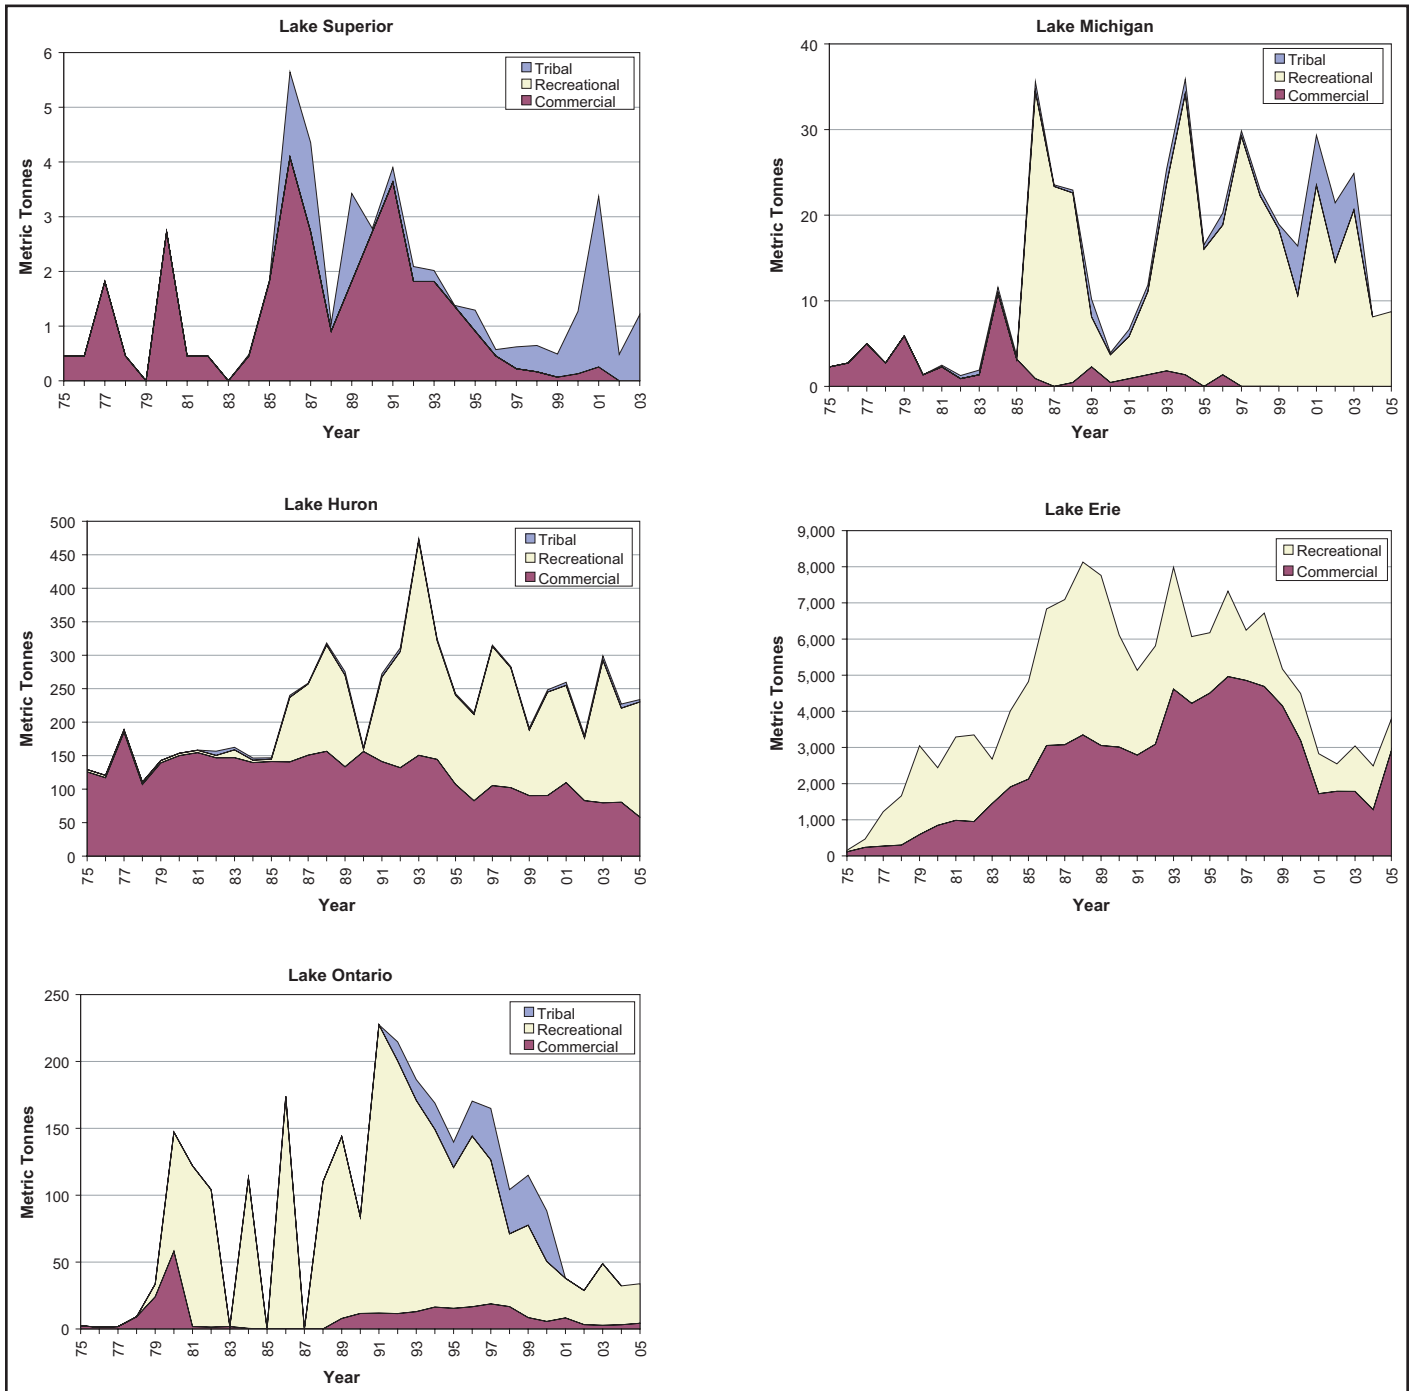 Lake Superior
6
5
4
3
2
1
0
Metric Tonnes
Tribal
Recreational
Commercial
75 77 79 81 83 85 87 89 91 93 95 97 99 01 03
Year
Lake Michigan
40
30
20
10
0
Metric Tonnes
Tribal
Recreational
Commercial
75 77 79 81 83 85 87 89 91 93 95 97 99 01 03 05
Year
Lake Huron
500
450
400
350
300
250
200
150
100
50
0
Metric Tonnes
Tribal
Recreational
Commercial
75 77 79 81 83 85 87 89 91 93 95 97 99 01 03 05
Year
Lake Erie
9,000
8,000
7,000
6,000
5,000
4,000
3,000
2,000
1,000
0
Metric Tonnes
Recreational
Commercial
75 77 79 81 83 85 87 89 91 93 95 97 99 01 03 05
Year
Lake Ontario
250
200
150
100
50
0
Metric Tonnes
Tribal
Recreational
Commercial
75 77 79 81 83 85 87 89 91 93 95 97 99 01 03 05
Year